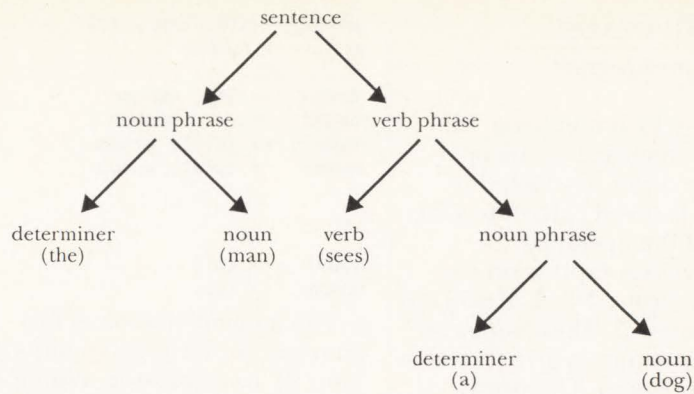 sentence
noun phrase verb phrase
determiner noun verb noun phrase
(the) (man) (sees)
determiner noun
(a) (dog)